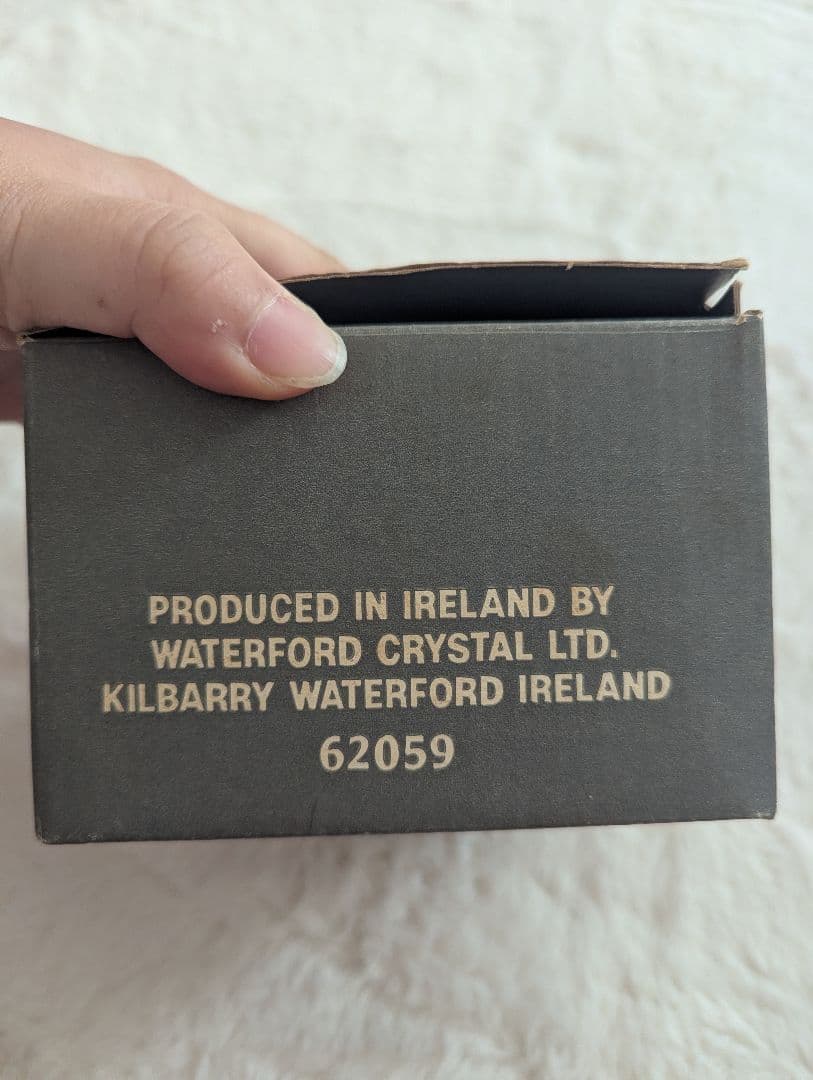 PRODUCED IN IRELAND BY
WATERFORD CRYSTAL LTD.
KILBARRY WATERFORD IRELAND
62059